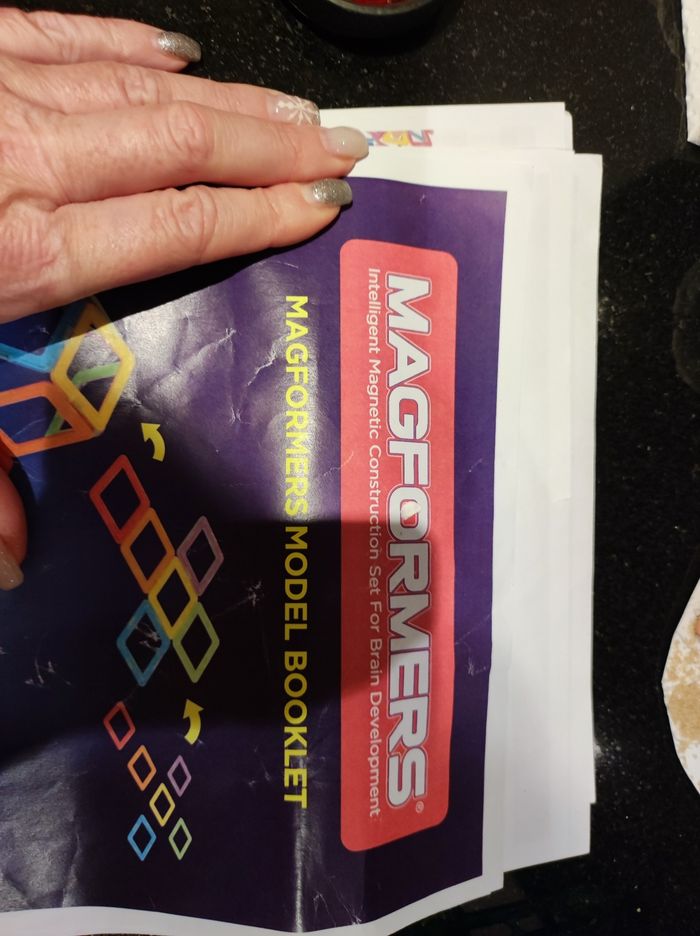 MAGFORMERS®
Intelligent Magnetic Construction Set For Brain Development
MAGFORMERS MODEL BOOKLET